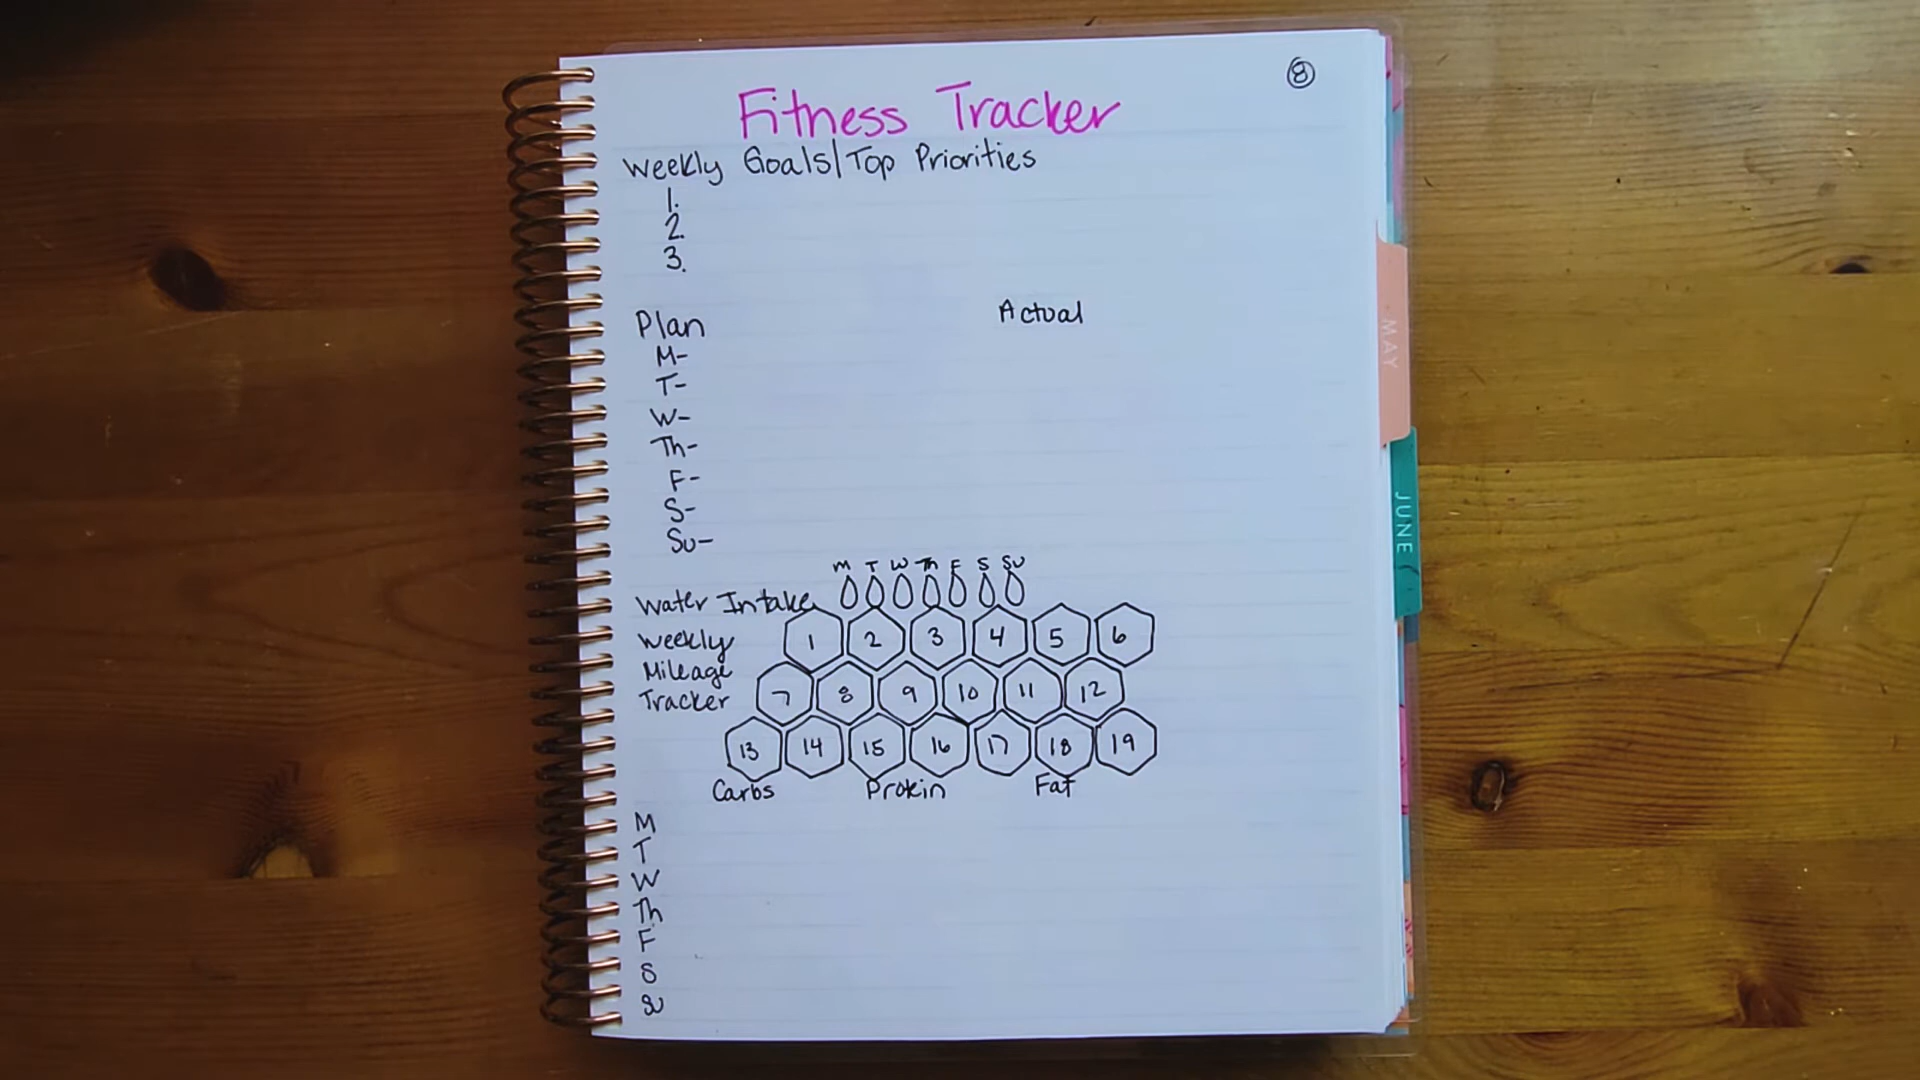 8
Fitness Tracker
Weekly Goals/Top Priorities
1.
2.
3.
Plan
Actual
M-
T-
W-
Th-
F-
S-
Su-
M T W Th F S Su
Water Intake
Weekly
Mileage
Tracker
1 2 3 4 5 6
7 8 9 10 11 12
13 14 15 16 17 18 19
Carbs Protein Fat
M
T
W
Th
F
S
Su
MAY
JUNE